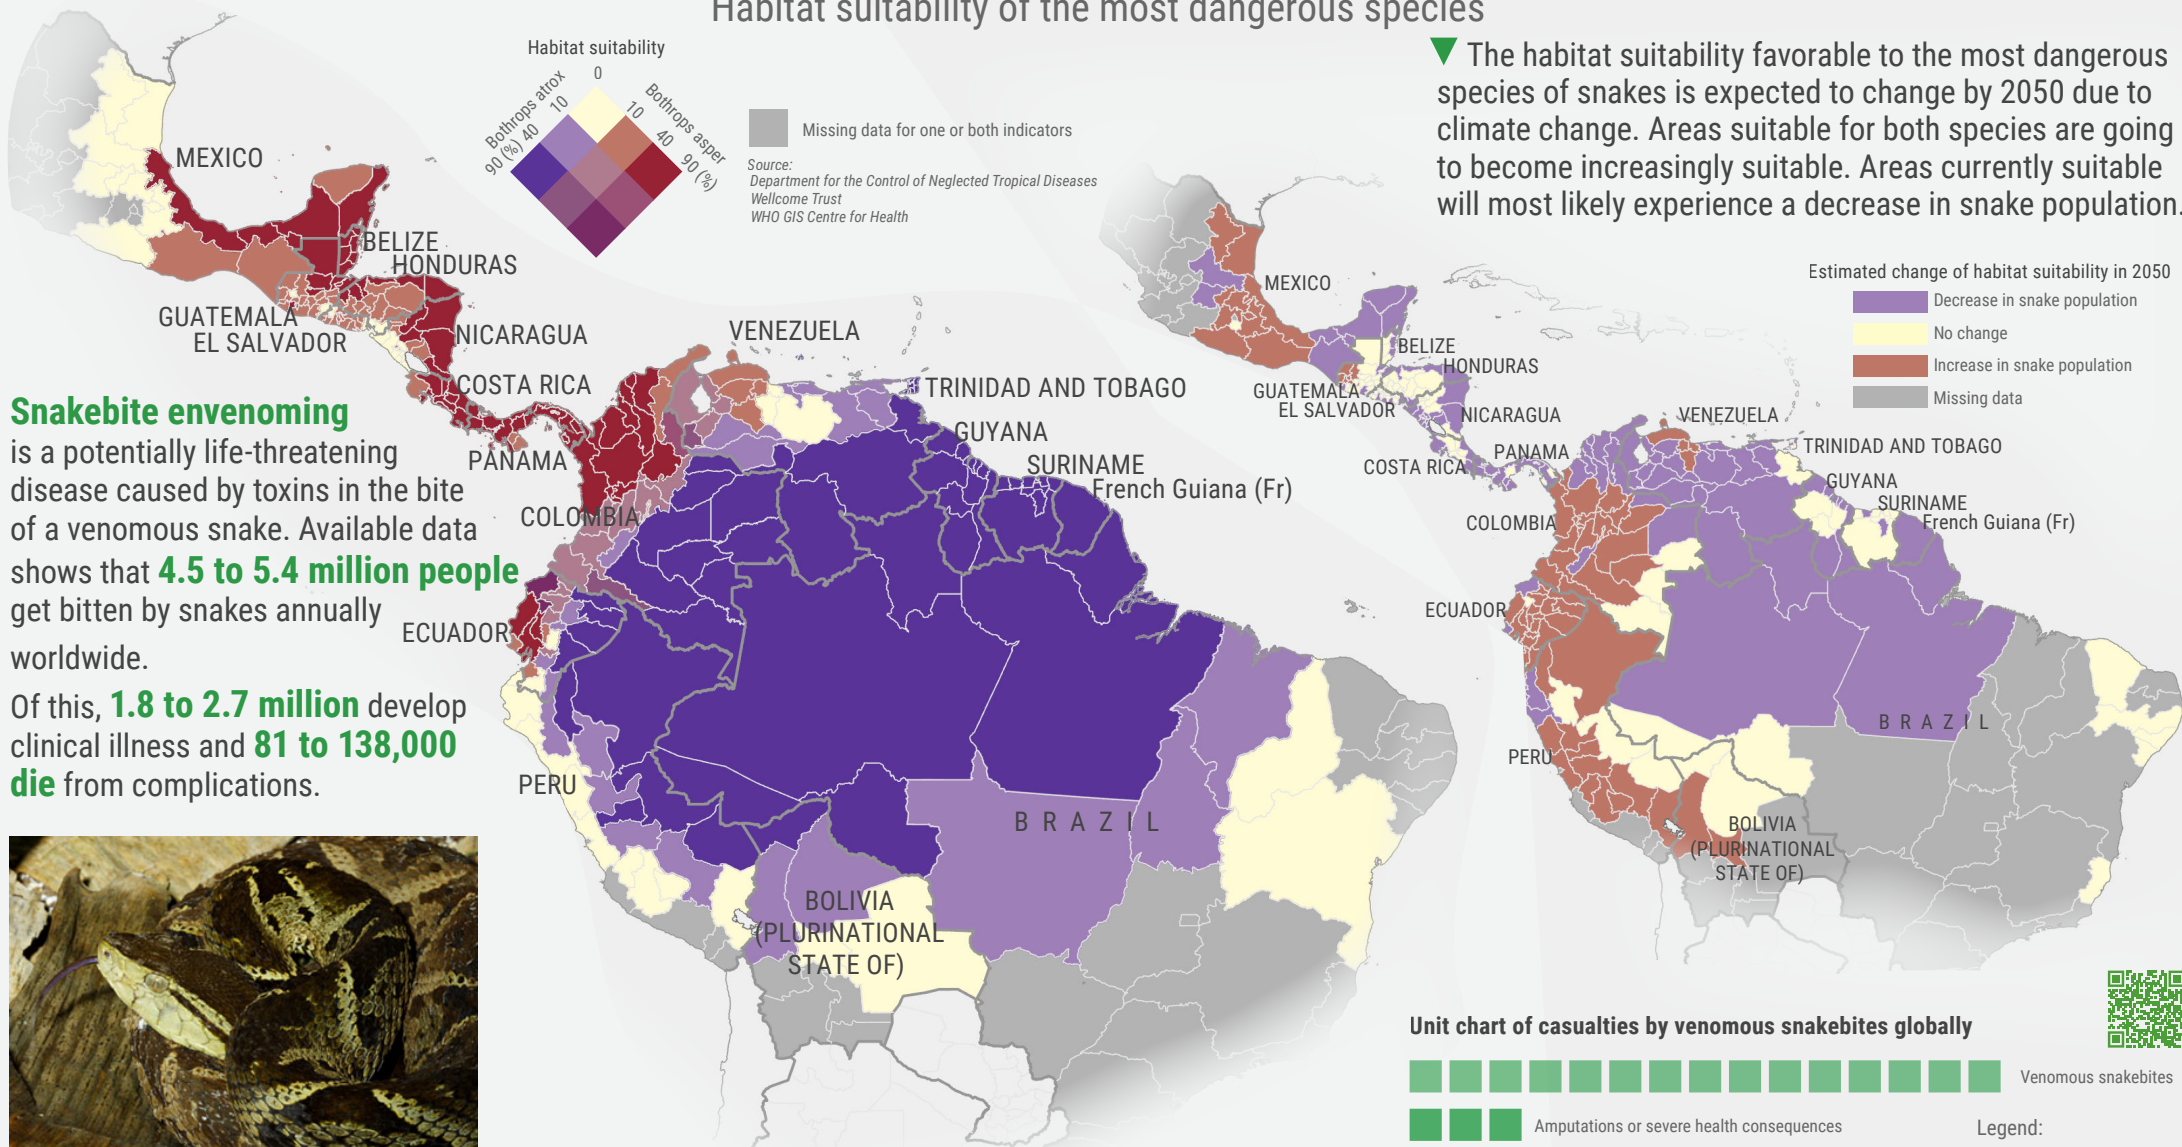 Habitat suitability of the most dangerous species
Habitat suitability
0
Bothrops atrox
10
40
90 (%)
Bothrops asper
10
40
90 (%)
Missing data for one or both indicators
Source:
Department for the Control of Neglected Tropical Diseases
Wellcome Trust
WHO GIS Centre for Health
▼ The habitat suitability favorable to the most dangerous
species of snakes is expected to change by 2050 due to
climate change. Areas suitable for both species are going
to become increasingly suitable. Areas currently suitable
will most likely experience a decrease in snake population.
MEXICO
BELIZE
HONDURAS
GUATEMALA
EL SALVADOR
NICARAGUA
COSTA RICA
PANAMA
VENEZUELA
TRINIDAD AND TOBAGO
GUYANA
SURINAME
French Guiana (Fr)
COLOMBIA
ECUADOR
PERU
BRAZIL
BOLIVIA
(PLURINATIONAL
STATE OF)
Snakebite envenoming
is a potentially life-threatening
disease caused by toxins in the bite
of a venomous snake. Available data
shows that 4.5 to 5.4 million people
get bitten by snakes annually
worldwide.
Of this, 1.8 to 2.7 million develop
clinical illness and 81 to 138,000
die from complications.
Estimated change of habitat suitability in 2050
Decrease in snake population
No change
Increase in snake population
Missing data
MEXICO
BELIZE
HONDURAS
GUATEMALA
EL SALVADOR
NICARAGUA
COSTA RICA
PANAMA
VENEZUELA
TRINIDAD AND TOBAGO
GUYANA
SURINAME
French Guiana (Fr)
COLOMBIA
ECUADOR
PERU
BRAZIL
BOLIVIA
(PLURINATIONAL
STATE OF)
Unit chart of casualties by venomous snakebites globally
Venomous snakebites
Amputations or severe health consequences
Legend: